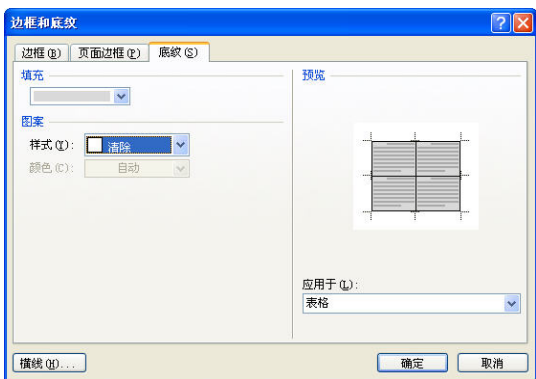 边框和底纹
边框(B) 页面边框(P) 底纹(S)
填充
图案
样式(Y): 清除
颜色(C): 自动
预览
应用于(L):
表格
横线(H)... 确定 取消